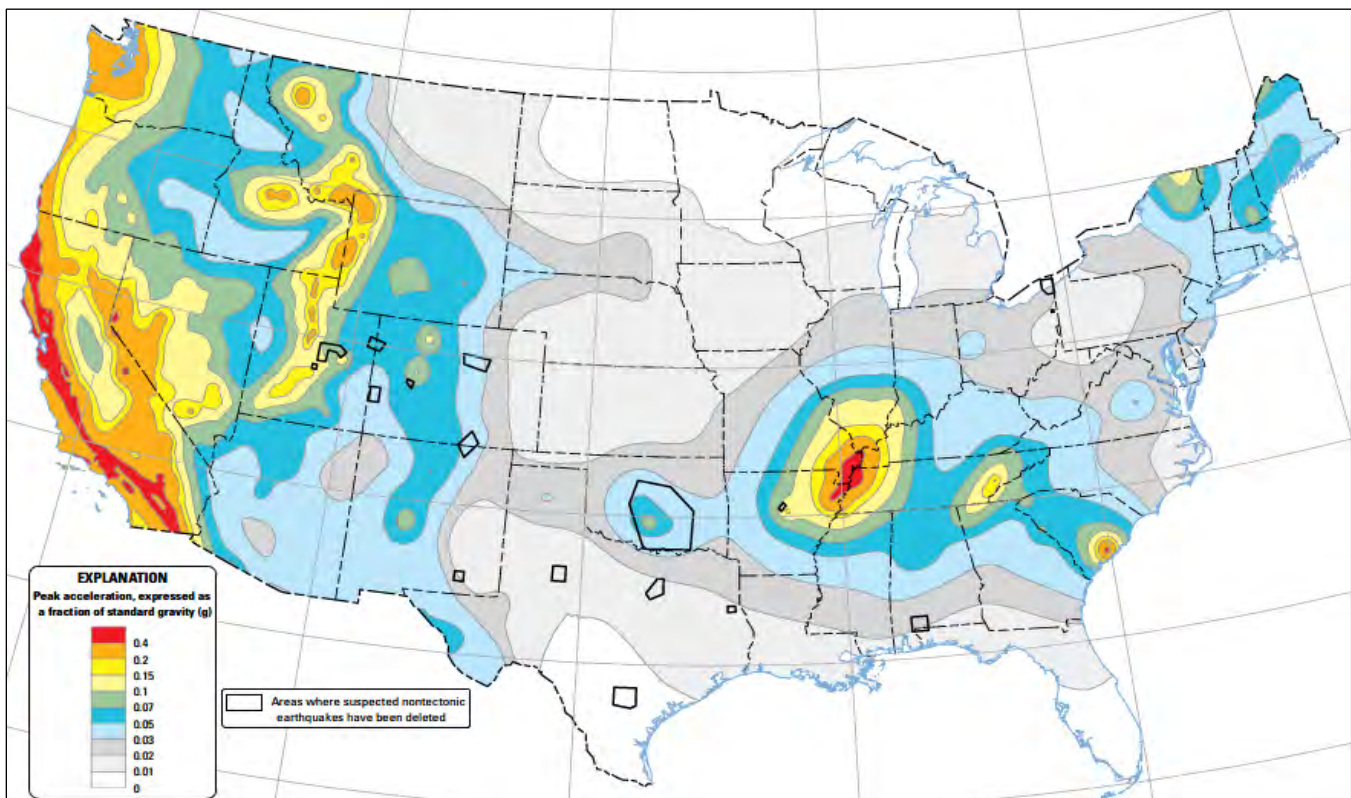 EXPLANATION
Peak acceleration, expressed as
a fraction of standard gravity (g)
0.4
0.2
0.15
0.1
0.07
0.05
0.03
0.02
0.01
0
Areas where suspected nontectonic
earthquakes have been deleted